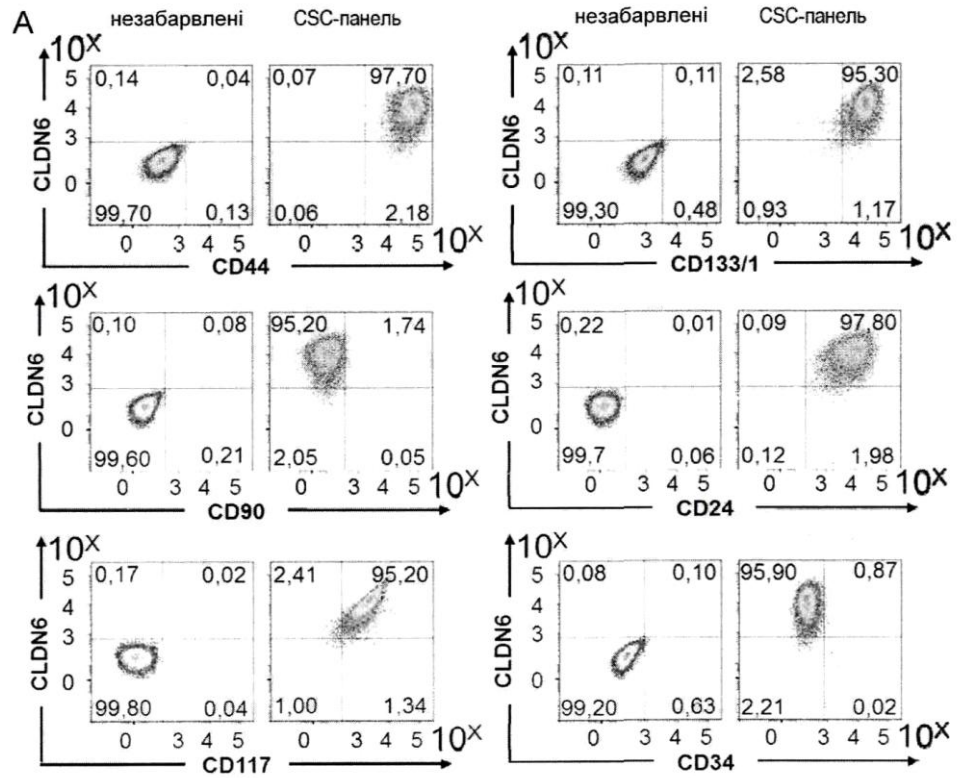 A
незабарвлені CSC-панель незабарвлені CSC-панель
10X 10X
5 0,14 0,04 0,07 97,70 5 0,11 0,11 2,58 95,30
4 4
3 3
0 0
99,70 0,13 0,06 2,18 99,30 0,48 0,93 1,17
CLDN6 CLDN6
0 3 4 5 0 3 4 5 10X 0 3 4 5 0 3 4 5 10X
CD44 CD133/1
10X 10X
5 0,10 0,08 95,20 1,74 5 0,22 0,01 0,09 97,80
4 4
3 3
0 0
99,60 0,21 2,05 0,05 99,7 0,06 0,12 1,98
CLDN6 CLDN6
0 3 4 5 0 3 4 5 10X 0 3 4 5 0 3 4 5 10X
CD90 CD24
10X 10X
5 0,17 0,02 2,41 95,20 5 0,08 0,10 95,90 0,87
4 4
3 3
0 0
99,80 0,04 1,00 1,34 99,20 0,63 2,21 0,02
CLDN6 CLDN6
0 3 4 5 0 3 4 5 10X 0 3 4 5 0 3 4 5 10X
CD117 CD34